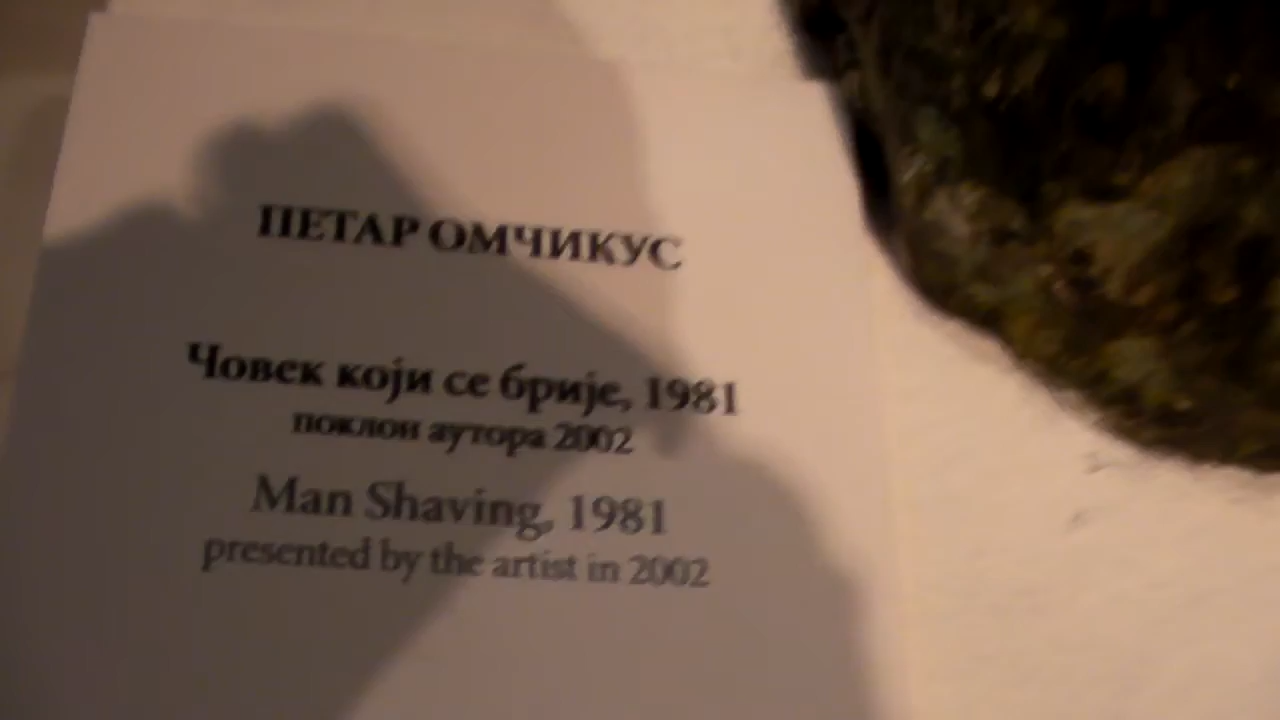 ПЕТАР ОМЧИКУС
Човек који се брије, 1981
поклон аутора 2002
Man Shaving, 1981
presented by the artist in 2002